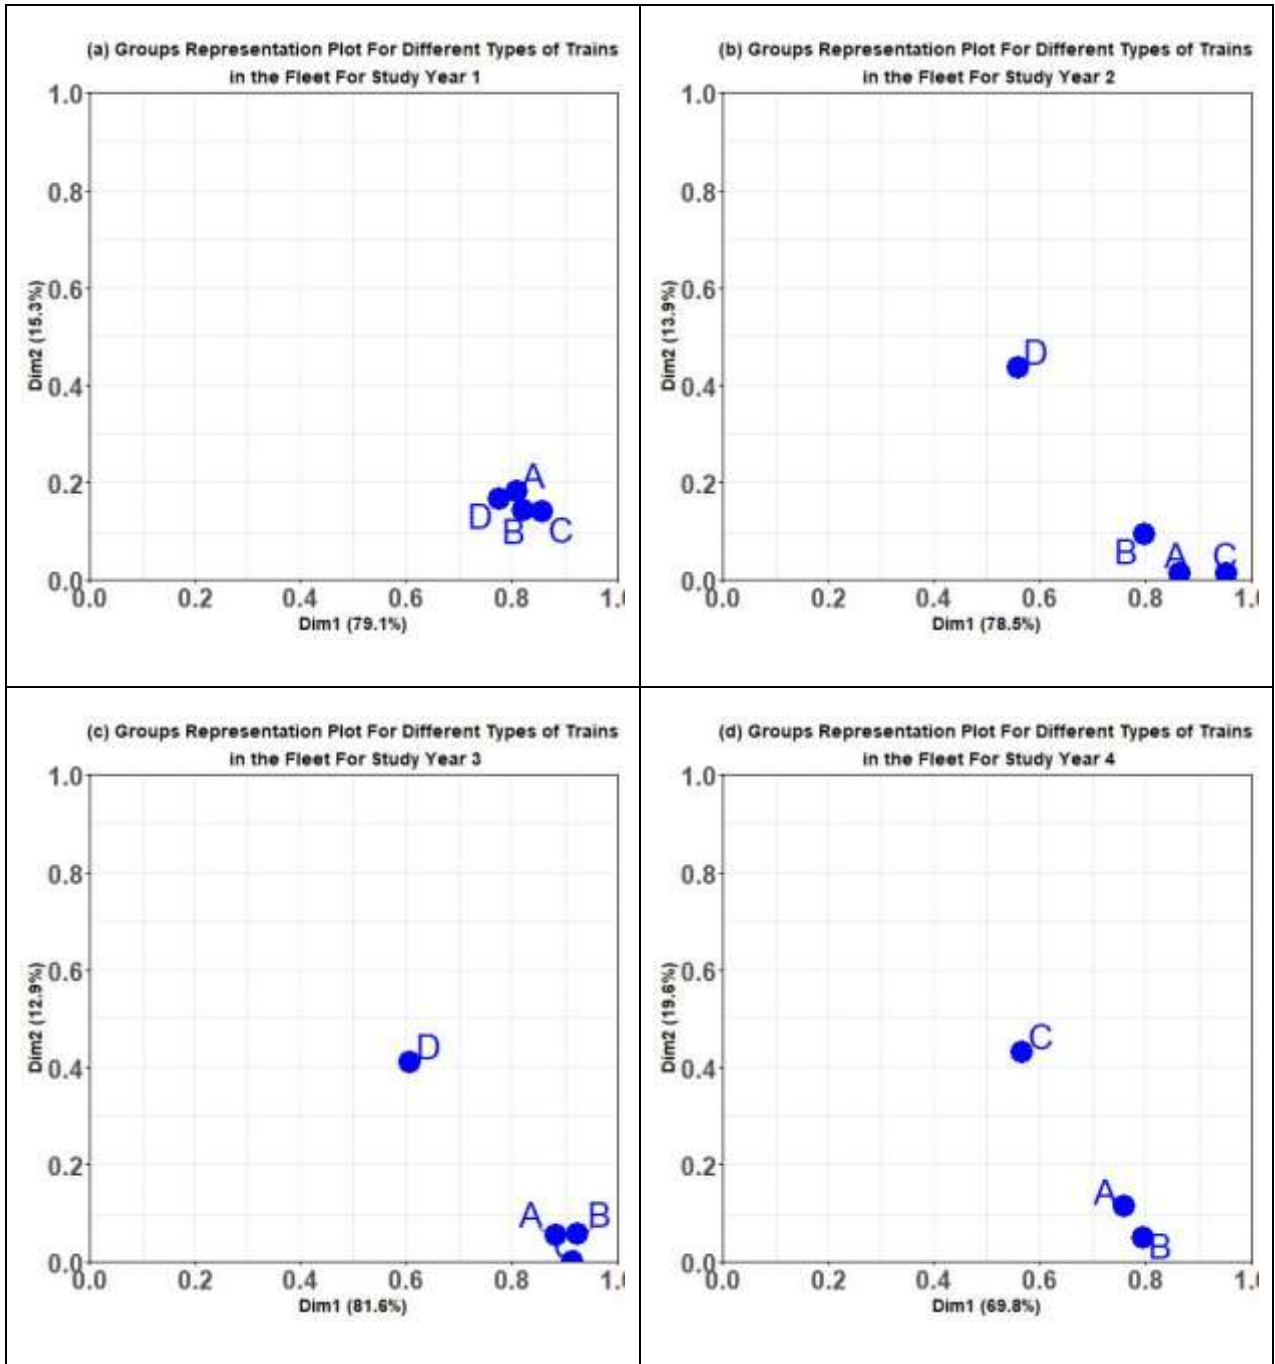 (a) Groups Representation Plot For Different Types of Trains
in the Fleet For Study Year 1
1.0
0.8
0.6
0.4
0.2
0.0
Dim2 (15.3%)
A
D
B
C
0.0 0.2 0.4 0.6 0.8
Dim1 (79.1%)
(b) Groups Representation Plot For Different Types of Trains
in the Fleet For Study Year 2
1.0
0.8
0.6
0.4
0.2
0.0
Dim2 (13.9%)
D
B
A
C
0.0 0.2 0.4 0.6 0.8
Dim1 (78.5%)
(c) Groups Representation Plot For Different Types of Trains
in the Fleet For Study Year 3
1.0
0.8
0.6
0.4
0.2
0.0
Dim2 (12.9%)
D
A
B
0.0 0.2 0.4 0.6 0.8
Dim1 (81.6%)
(d) Groups Representation Plot For Different Types of Trains
in the Fleet For Study Year 4
1.0
0.8
0.6
0.4
0.2
0.0
Dim2 (19.6%)
C
A
B
0.0 0.2 0.4 0.6 0.8
Dim1 (69.8%)